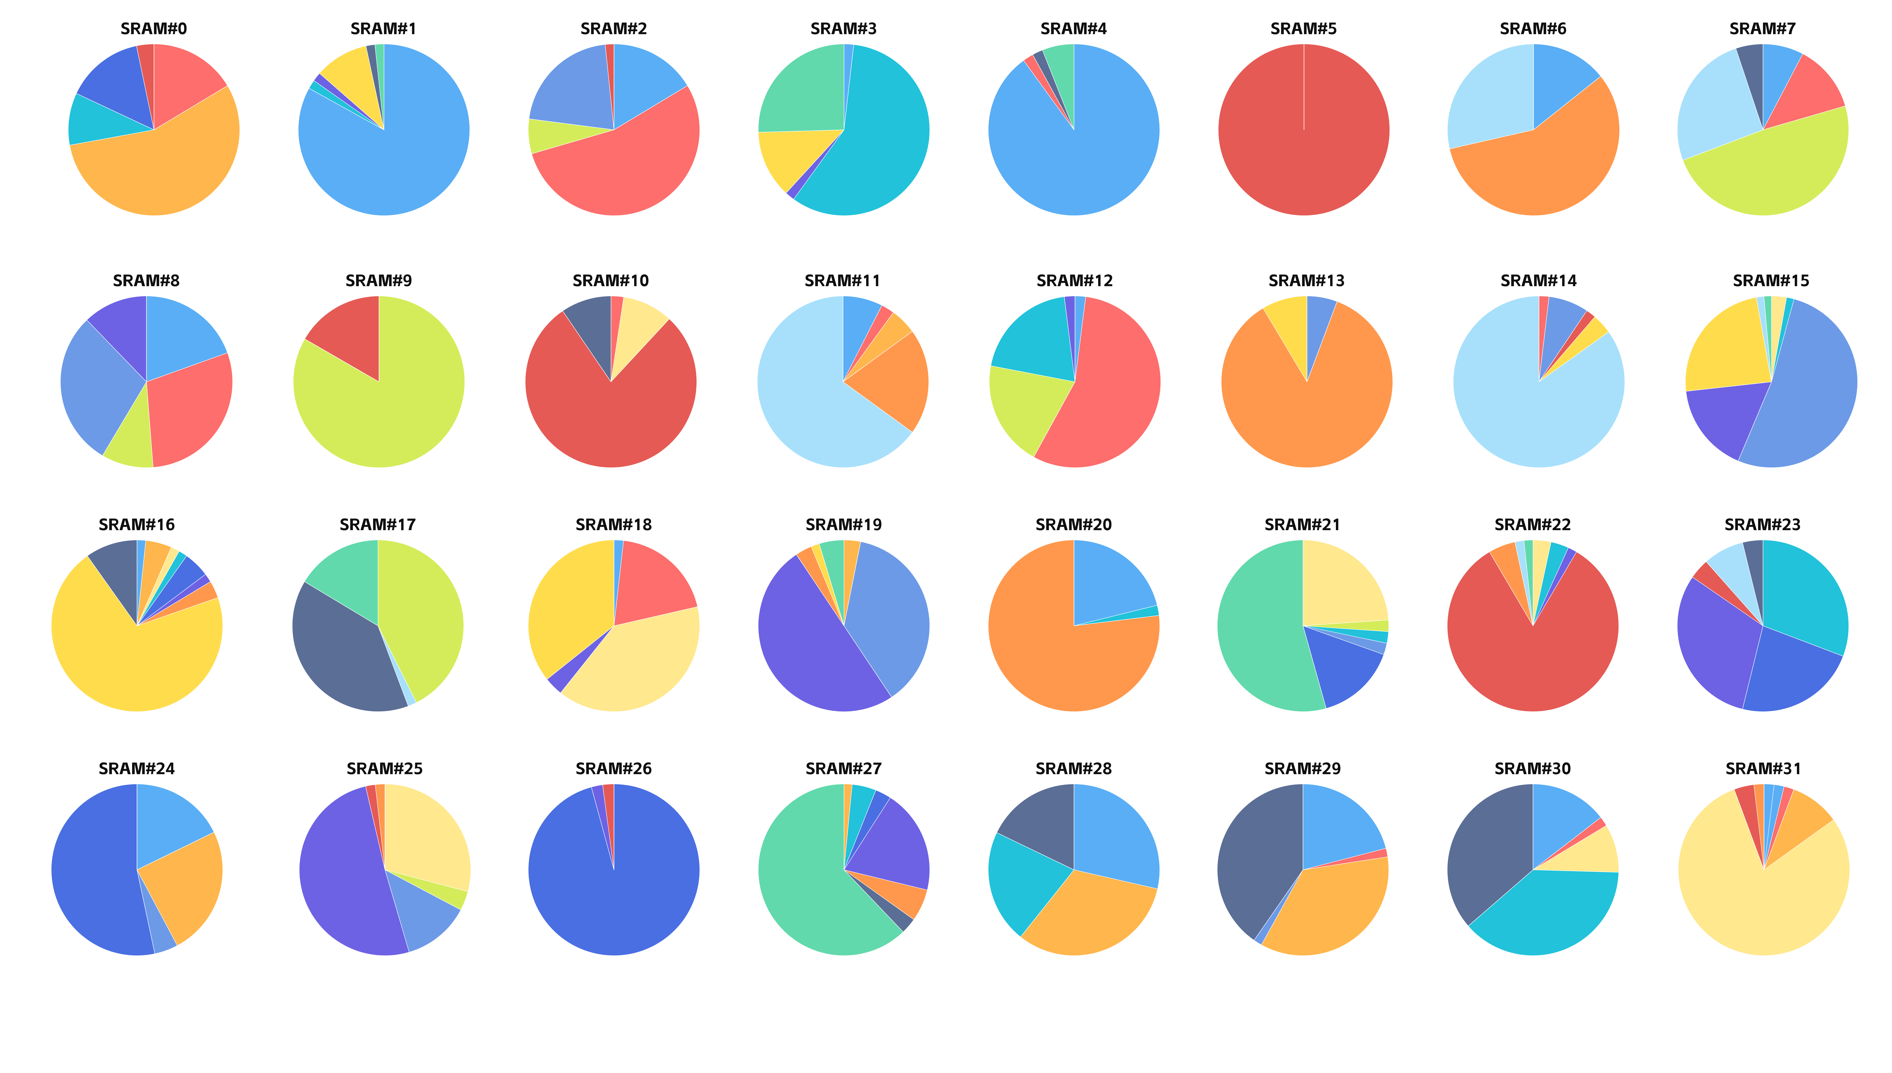 SRAM#0 SRAM#1 SRAM#2 SRAM#3 SRAM#4 SRAM#5 SRAM#6 SRAM#7
SRAM#8 SRAM#9 SRAM#10 SRAM#11 SRAM#12 SRAM#13 SRAM#14 SRAM#15
SRAM#16 SRAM#17 SRAM#18 SRAM#19 SRAM#20 SRAM#21 SRAM#22 SRAM#23
SRAM#24 SRAM#25 SRAM#26 SRAM#27 SRAM#28 SRAM#29 SRAM#30 SRAM#31